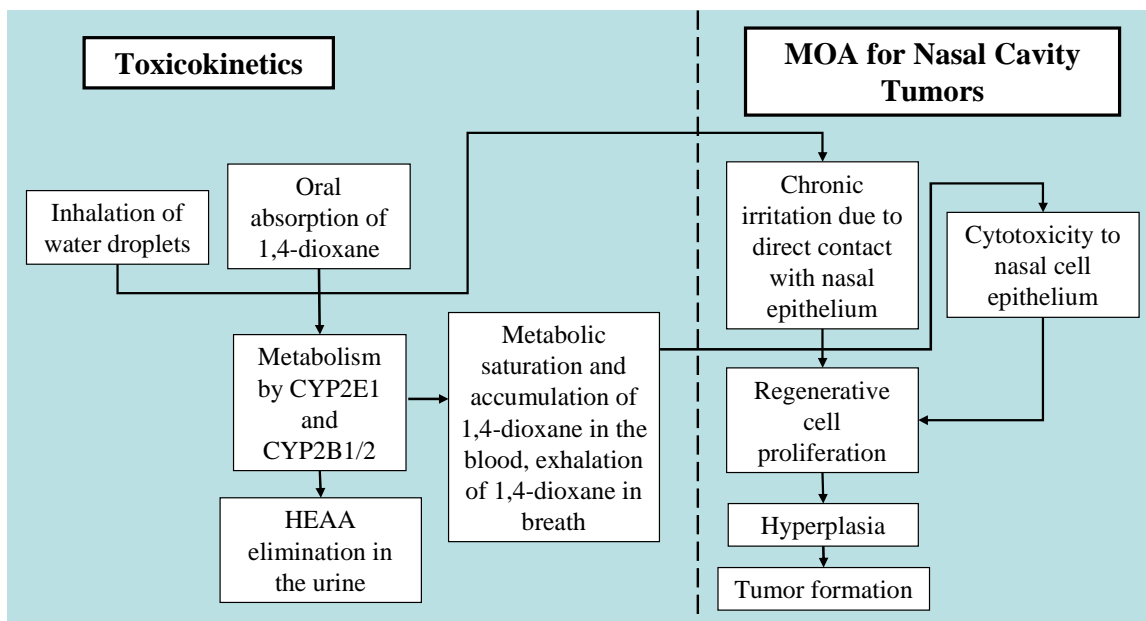 Toxicokinetics
MOA for Nasal Cavity
Tumors
Inhalation of
water droplets
Oral
absorption of
1,4-dioxane
Metabolism
by CYP2E1
and
CYP2B1/2
HEAA
elimination in
the urine
Metabolic
saturation and
accumulation of
1,4-dioxane in the
blood, exhalation
of 1,4-dioxane in
breath
Chronic
irritation due to
direct contact
with nasal
epithelium
Cytotoxicity to
nasal cell
epithelium
Regenerative
cell
proliferation
Hyperplasia
Tumor formation